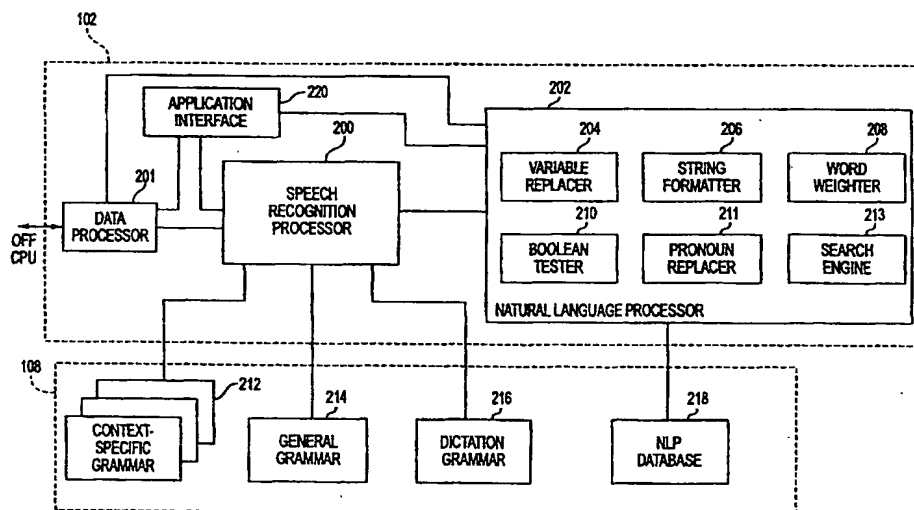 102
APPLICATION
INTERFACE
220
202
200
204
206
208
VARIABLE
REPLACER
STRING
FORMATTER
WORD
WEIGHTER
SPEECH
RECOGNITION
PROCESSOR
201
DATA
PROCESSOR
OFF
CPU
210
211
213
BOOLEAN
TESTER
PRONOUN
REPLACER
SEARCH
ENGINE
NATURAL LANGUAGE PROCESSOR
108
212
214
216
218
CONTEXT-
SPECIFIC
GRAMMAR
GENERAL
GRAMMAR
DICTATION
GRAMMAR
NLP
DATABASE